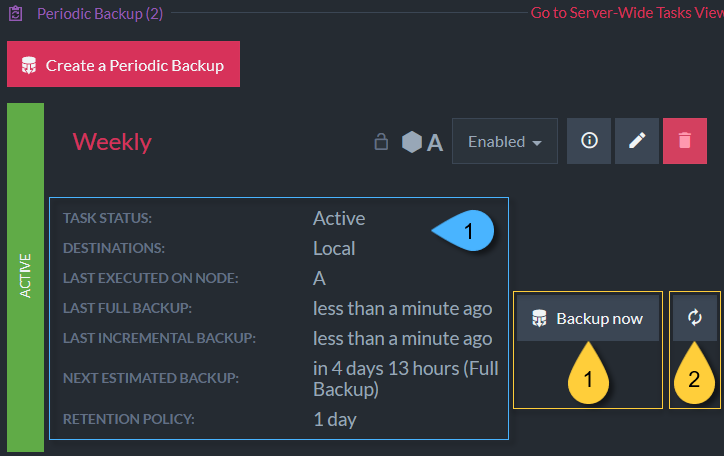 Periodic Backup (2)
Go to Server-Wide Tasks View
Create a Periodic Backup
ACTIVE
Weekly
A
Enabled
TASK STATUS: Active
1
DESTINATIONS: Local
LAST EXECUTED ON NODE: A
LAST FULL BACKUP: less than a minute ago
LAST INCREMENTAL BACKUP: less than a minute ago
NEXT ESTIMATED BACKUP: in 4 days 13 hours (Full
Backup)
RETENTION POLICY: 1 day
Backup now
1
2